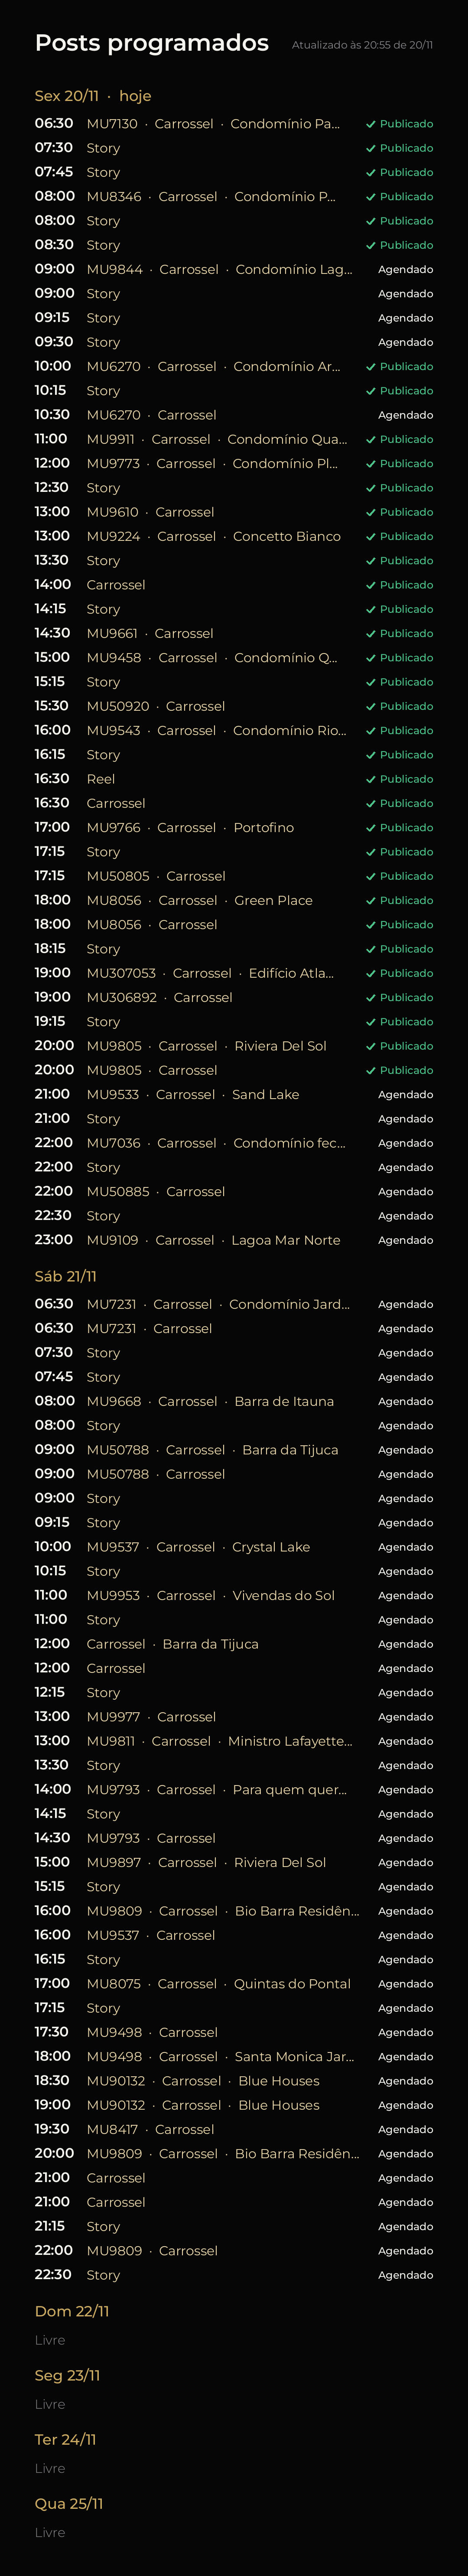 Posts programados Atualizado às 20:55 de 20/11
Sex 20/11 · hoje
06:30 MU7130 · Carrossel · Condomínio Pa... ✓ Publicado
07:30 Story ✓ Publicado
07:45 Story ✓ Publicado
08:00 MU8346 · Carrossel · Condomínio P... ✓ Publicado
08:00 Story ✓ Publicado
08:30 Story ✓ Publicado
09:00 MU9844 · Carrossel · Condomínio Lag... Agendado
09:00 Story Agendado
09:15 Story Agendado
09:30 Story Agendado
10:00 MU6270 · Carrossel · Condomínio Ar... ✓ Publicado
10:15 Story ✓ Publicado
10:30 MU6270 · Carrossel Agendado
11:00 MU9911 · Carrossel · Condomínio Qua... ✓ Publicado
12:00 MU9773 · Carrossel · Condomínio Pl... ✓ Publicado
12:30 Story ✓ Publicado
13:00 MU9610 · Carrossel ✓ Publicado
13:00 MU9224 · Carrossel · Concetto Bianco ✓ Publicado
13:30 Story ✓ Publicado
14:00 Carrossel ✓ Publicado
14:15 Story ✓ Publicado
14:30 MU9661 · Carrossel ✓ Publicado
15:00 MU9458 · Carrossel · Condomínio Q... ✓ Publicado
15:15 Story ✓ Publicado
15:30 MU50920 · Carrossel ✓ Publicado
16:00 MU9543 · Carrossel · Condomínio Rio... ✓ Publicado
16:15 Story ✓ Publicado
16:30 Reel ✓ Publicado
16:30 Carrossel ✓ Publicado
17:00 MU9766 · Carrossel · Portofino ✓ Publicado
17:15 Story ✓ Publicado
17:15 MU50805 · Carrossel ✓ Publicado
18:00 MU8056 · Carrossel · Green Place ✓ Publicado
18:00 MU8056 · Carrossel ✓ Publicado
18:15 Story ✓ Publicado
19:00 MU307053 · Carrossel · Edifício Atla... ✓ Publicado
19:00 MU306892 · Carrossel ✓ Publicado
19:15 Story ✓ Publicado
20:00 MU9805 · Carrossel · Riviera Del Sol ✓ Publicado
20:00 MU9805 · Carrossel ✓ Publicado
21:00 MU9533 · Carrossel · Sand Lake Agendado
21:00 Story Agendado
22:00 MU7036 · Carrossel · Condomínio fec... Agendado
22:00 Story Agendado
22:00 MU50885 · Carrossel Agendado
22:30 Story Agendado
23:00 MU9109 · Carrossel · Lagoa Mar Norte Agendado
Sáb 21/11
06:30 MU7231 · Carrossel · Condomínio Jard... Agendado
06:30 MU7231 · Carrossel Agendado
07:30 Story Agendado
07:45 Story Agendado
08:00 MU9668 · Carrossel · Barra de Itauna Agendado
08:00 Story Agendado
09:00 MU50788 · Carrossel · Barra da Tijuca Agendado
09:00 MU50788 · Carrossel Agendado
09:00 Story Agendado
09:15 Story Agendado
10:00 MU9537 · Carrossel · Crystal Lake Agendado
10:15 Story Agendado
11:00 MU9953 · Carrossel · Vivendas do Sol Agendado
11:00 Story Agendado
12:00 Carrossel · Barra da Tijuca Agendado
12:00 Carrossel Agendado
12:15 Story Agendado
13:00 MU9977 · Carrossel Agendado
13:00 MU9811 · Carrossel · Ministro Lafayette... Agendado
13:30 Story Agendado
14:00 MU9793 · Carrossel · Para quem quer... Agendado
14:15 Story Agendado
14:30 MU9793 · Carrossel Agendado
15:00 MU9897 · Carrossel · Riviera Del Sol Agendado
15:15 Story Agendado
16:00 MU9809 · Carrossel · Bio Barra Residên... Agendado
16:00 MU9537 · Carrossel Agendado
16:15 Story Agendado
17:00 MU8075 · Carrossel · Quintas do Pontal Agendado
17:15 Story Agendado
17:30 MU9498 · Carrossel Agendado
18:00 MU9498 · Carrossel · Santa Monica Jar... Agendado
18:30 MU90132 · Carrossel · Blue Houses Agendado
19:00 MU90132 · Carrossel · Blue Houses Agendado
19:30 MU8417 · Carrossel Agendado
20:00 MU9809 · Carrossel · Bio Barra Residên... Agendado
21:00 Carrossel Agendado
21:00 Carrossel Agendado
21:15 Story Agendado
22:00 MU9809 · Carrossel Agendado
22:30 Story Agendado
Dom 22/11
Livre
Seg 23/11
Livre
Ter 24/11
Livre
Qua 25/11
Livre